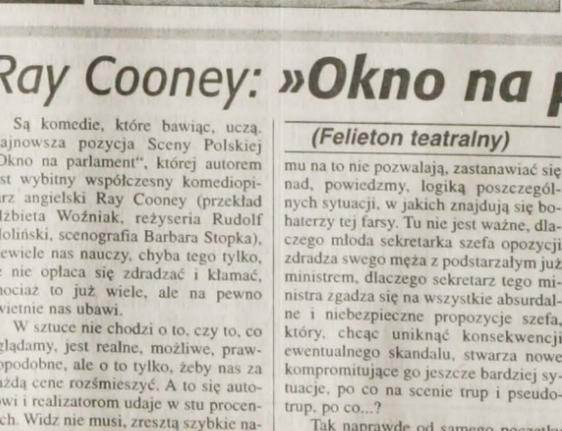 Ray Cooney: »Okno na
Są komedie, które bawiąc, uczą.
ajnowsza pozycja Sceny Polskiej
Okno na parlament“, której autorem
st wybitny współczesny komediopi-
arz angielski Ray Cooney (przekład
lżbieta Woźniak, reżyseria Rudolf
oliński, scenografia Barbara Stopka),
ewiele nas nauczy, chyba tego tylko,
e nie opłaca się zdradzać i kłamać,
hociaż to już wiele, ale na pewno
wietnie nas ubawi.
W sztuce nie chodzi o to, czy to, co
glądamy, jest realne, możliwe, praw-
opodobne, ale o to tylko, żeby nas za
ażdą cenę rozśmieszyć. A to się auto-
owi i realizatorom udaje w stu procen-
ch. Widz nie musi, zresztą szybkie na-
(Felieton teatralny)
mu na to nie pozwalają, zastanawiać się
nad, powiedzmy, logiką poszczegól-
nych sytuacji, w jakich znajdują się bo-
haterzy tej farsy. Tu nie jest ważne, dla-
czego młoda sekretarka szefa opozycji
zdradza swego męża z podstarzałym już
ministrem, dlaczego sekretarz tego mi-
nistra zgadza się na wszystkie absurdal-
ne i niebezpieczne propozycje szefa,
który, chcąc uniknąć konsekwencji
ewentualnego skandalu, stwarza nowe
kompromitujące go jeszcze bardziej sy-
tuacje, po co na scenie trup i pseudo-
trup, po co...?
Tak naprawdę od samego początku